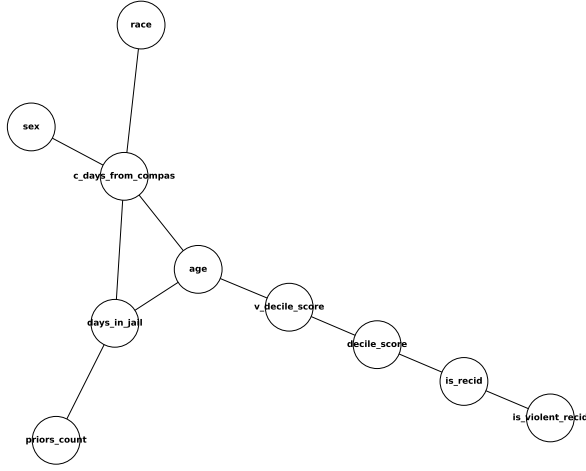 race
sex
c_days_from_compas
age
v_decile_score
days_in_jail
decile_score
is_recid
is_violent_recid
priors_count